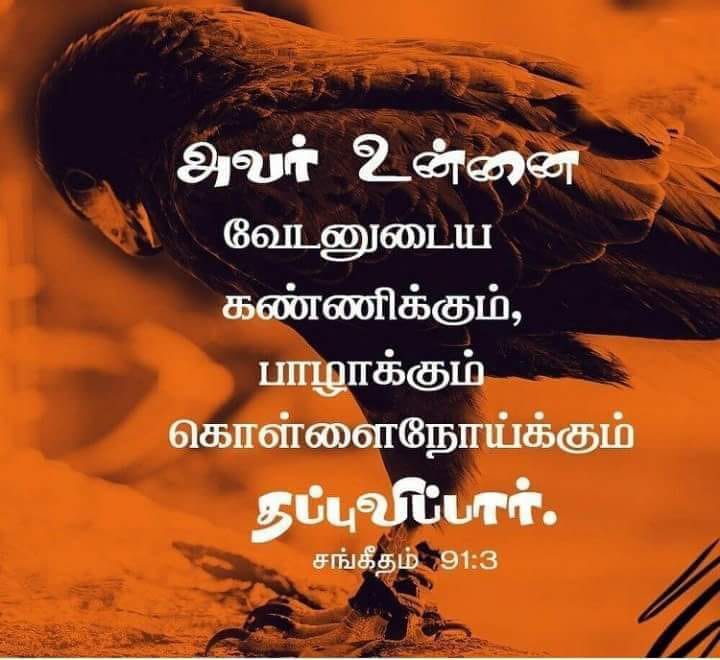 அவர் உன்னை
வேடனுடைய
கண்ணிக்கும்,
பாழாக்கும்
கொள்ளைநோய்க்கும்
தப்புவிப்பார்.
சங்கீதம் 91:3